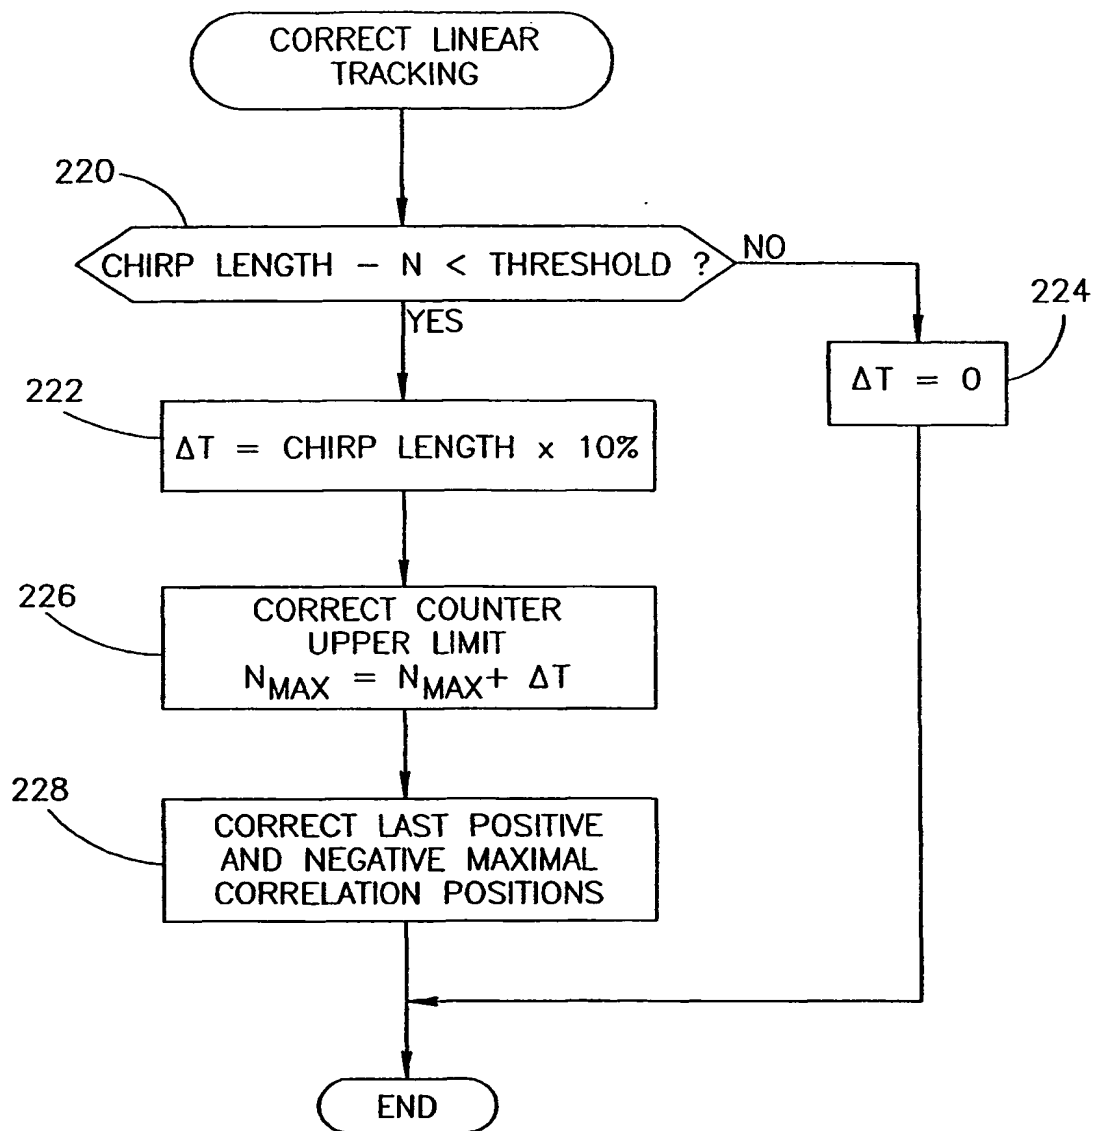 CORRECT LINEAR
TRACKING
220
CHIRP LENGTH – N < THRESHOLD ?
NO
YES
224
ΔT = 0
222
ΔT = CHIRP LENGTH x 10%
226
CORRECT COUNTER
UPPER LIMIT
NMAX = NMAX+ ΔT
228
CORRECT LAST POSITIVE
AND NEGATIVE MAXIMAL
CORRELATION POSITIONS
END